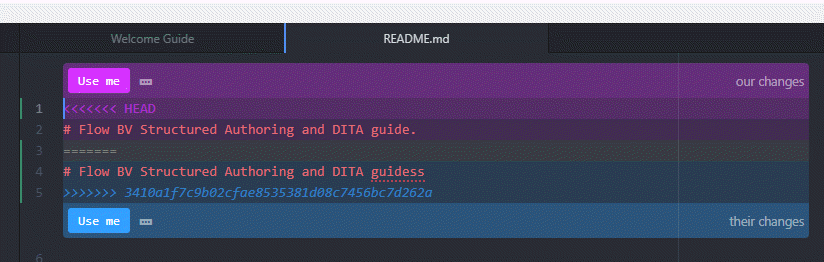 Welcome Guide README.md
Use me our changes
1 <<<<<<< HEAD
2 # Flow BV Structured Authoring and DITA guide.
3 =======
4 # Flow BV Structured Authoring and DITA guidess
5 >>>>>>> 3410a1f7c9b02cfae8535381d08c7456bc7d262a
Use me their changes
6